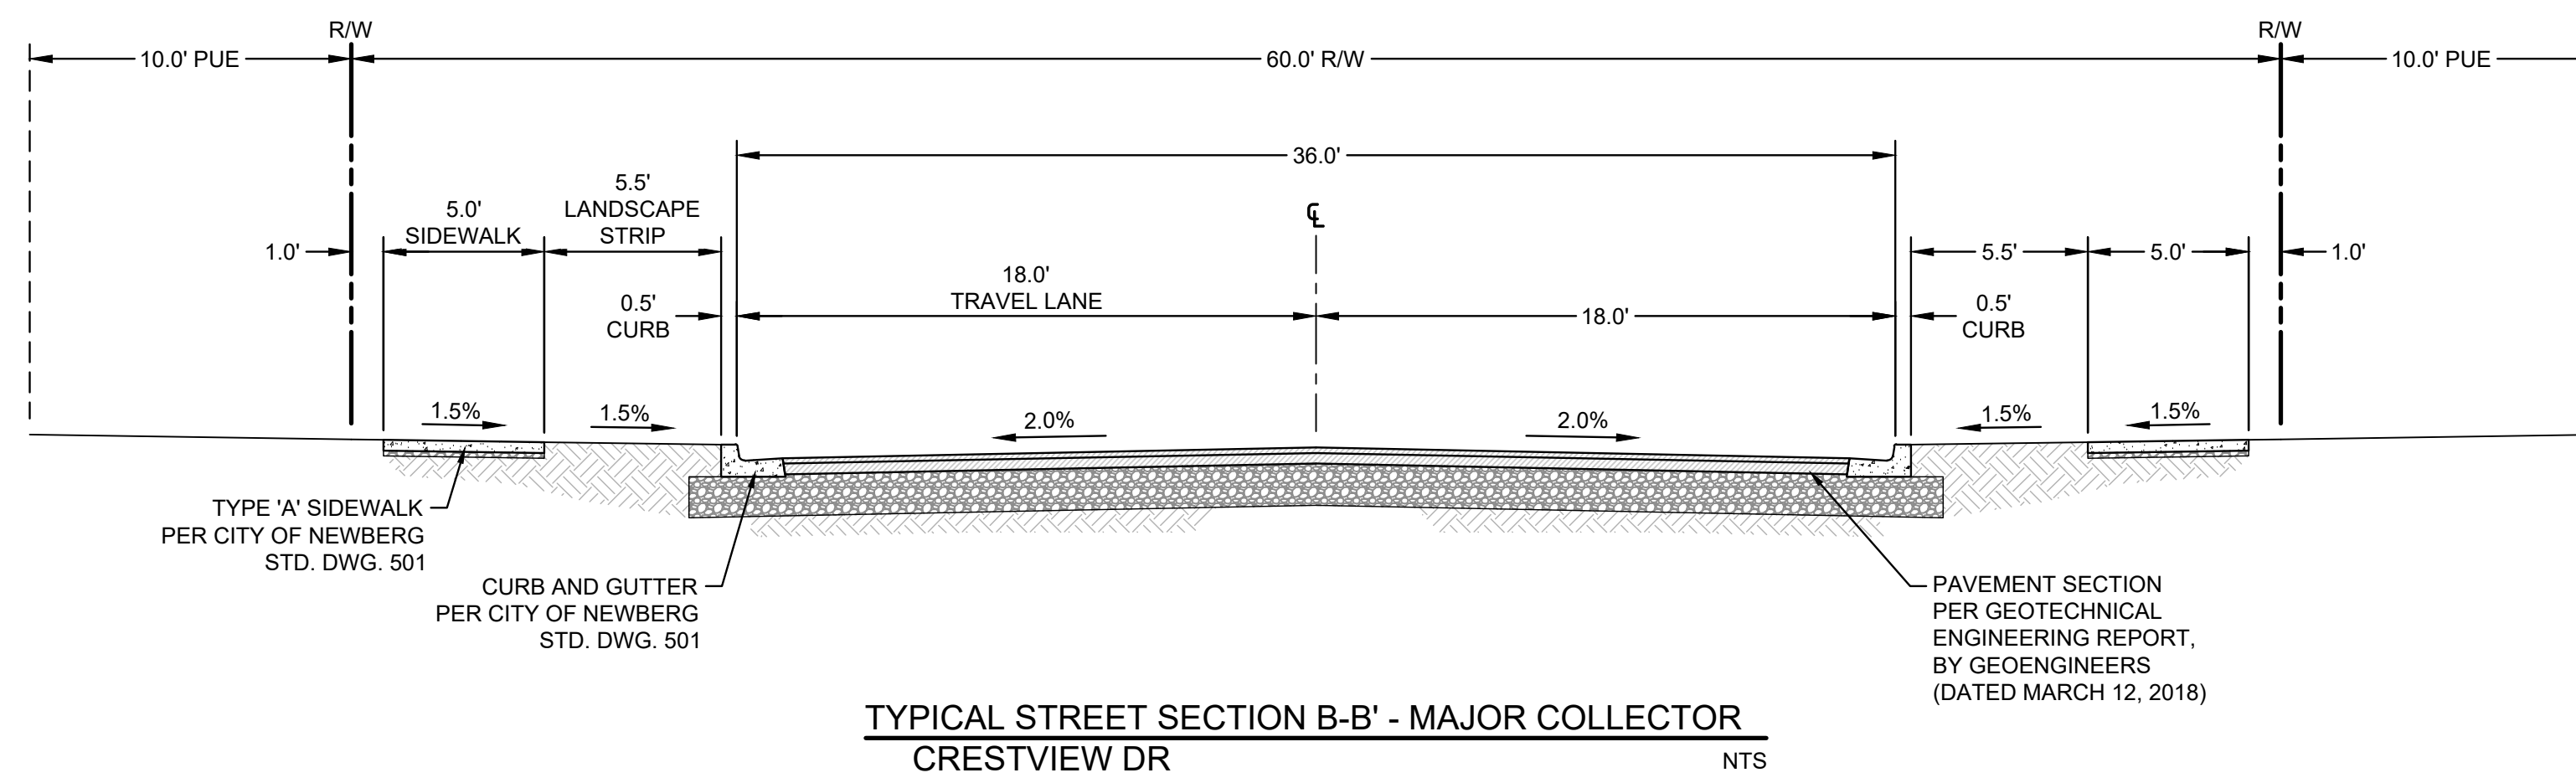 R/W
R/W
10.0' PUE
60.0' R/W
10.0' PUE
36.0'
5.5'
LANDSCAPE
STRIP
5.0'
SIDEWALK
1.0'
℄
5.5'
5.0'
1.0'
18.0'
TRAVEL LANE
0.5'
CURB
18.0'
0.5'
CURB
1.5%
1.5%
2.0%
2.0%
1.5%
1.5%
TYPE 'A' SIDEWALK
PER CITY OF NEWBERG
STD. DWG. 501
CURB AND GUTTER
PER CITY OF NEWBERG
STD. DWG. 501
PAVEMENT SECTION
PER GEOTECHNICAL
ENGINEERING REPORT,
BY GEOENGINEERS
(DATED MARCH 12, 2018)
TYPICAL STREET SECTION B-B' - MAJOR COLLECTOR
CRESTVIEW DR
NTS